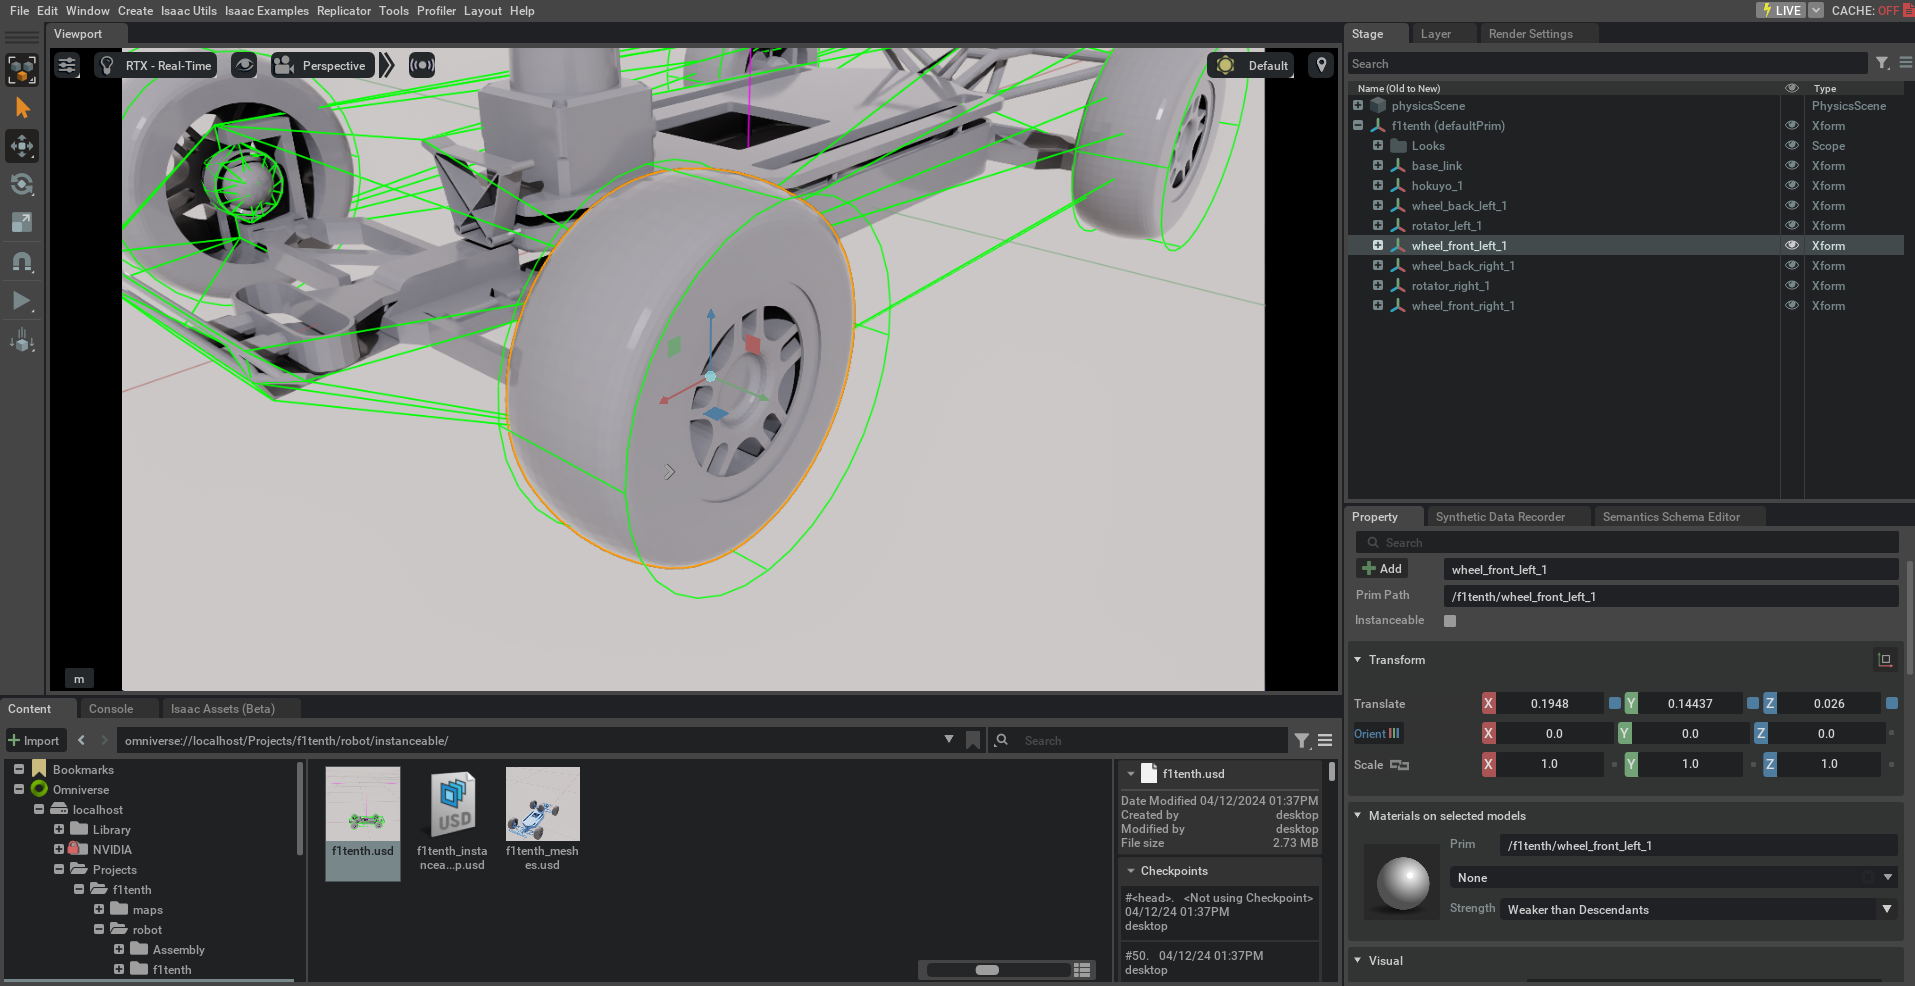 File Edit Window Create Isaac Utils Isaac Examples Replicator Tools Profiler Layout Help
LIVE CACHE: OFF
Viewport
RTX - Real-Time
Perspective
Default
m
Stage Layer Render Settings
Search
Name (Old to New) Type
physicsScene PhysicsScene
f1tenth (defaultPrim) Xform
Looks Scope
base_link Xform
hokuyo_1 Xform
wheel_back_left_1 Xform
rotator_left_1 Xform
wheel_front_left_1 Xform
wheel_back_right_1 Xform
rotator_right_1 Xform
wheel_front_right_1 Xform
Property Synthetic Data Recorder Semantics Schema Editor
Search
Add wheel_front_left_1
Prim Path /f1tenth/wheel_front_left_1
Instanceable
Transform
Translate X 0.1948 Y 0.14437 Z 0.026
Orient X 0.0 Y 0.0 Z 0.0
Scale X 1.0 Y 1.0 Z 1.0
Materials on selected models
Prim /f1tenth/wheel_front_left_1
None
Strength Weaker than Descendants
Visual
Content Console Isaac Assets (Beta)
Import omniverse://localhost/Projects/f1tenth/robot/instanceable/ Search
Bookmarks
Omniverse
localhost
Library
NVIDIA
Projects
f1tenth
maps
robot
Assembly
f1tenth
f1tenth.usd
USD
f1tenth_insta
ncea...p.usd
f1tenth_mesh
es.usd
f1tenth.usd
Date Modified 04/12/2024 01:37PM
Created by desktop
Modified by desktop
File size 2.73 MB
Checkpoints
#<head>. <Not using Checkpoint>
04/12/24 01:37PM
desktop
#50. 04/12/24 01:37PM
desktop